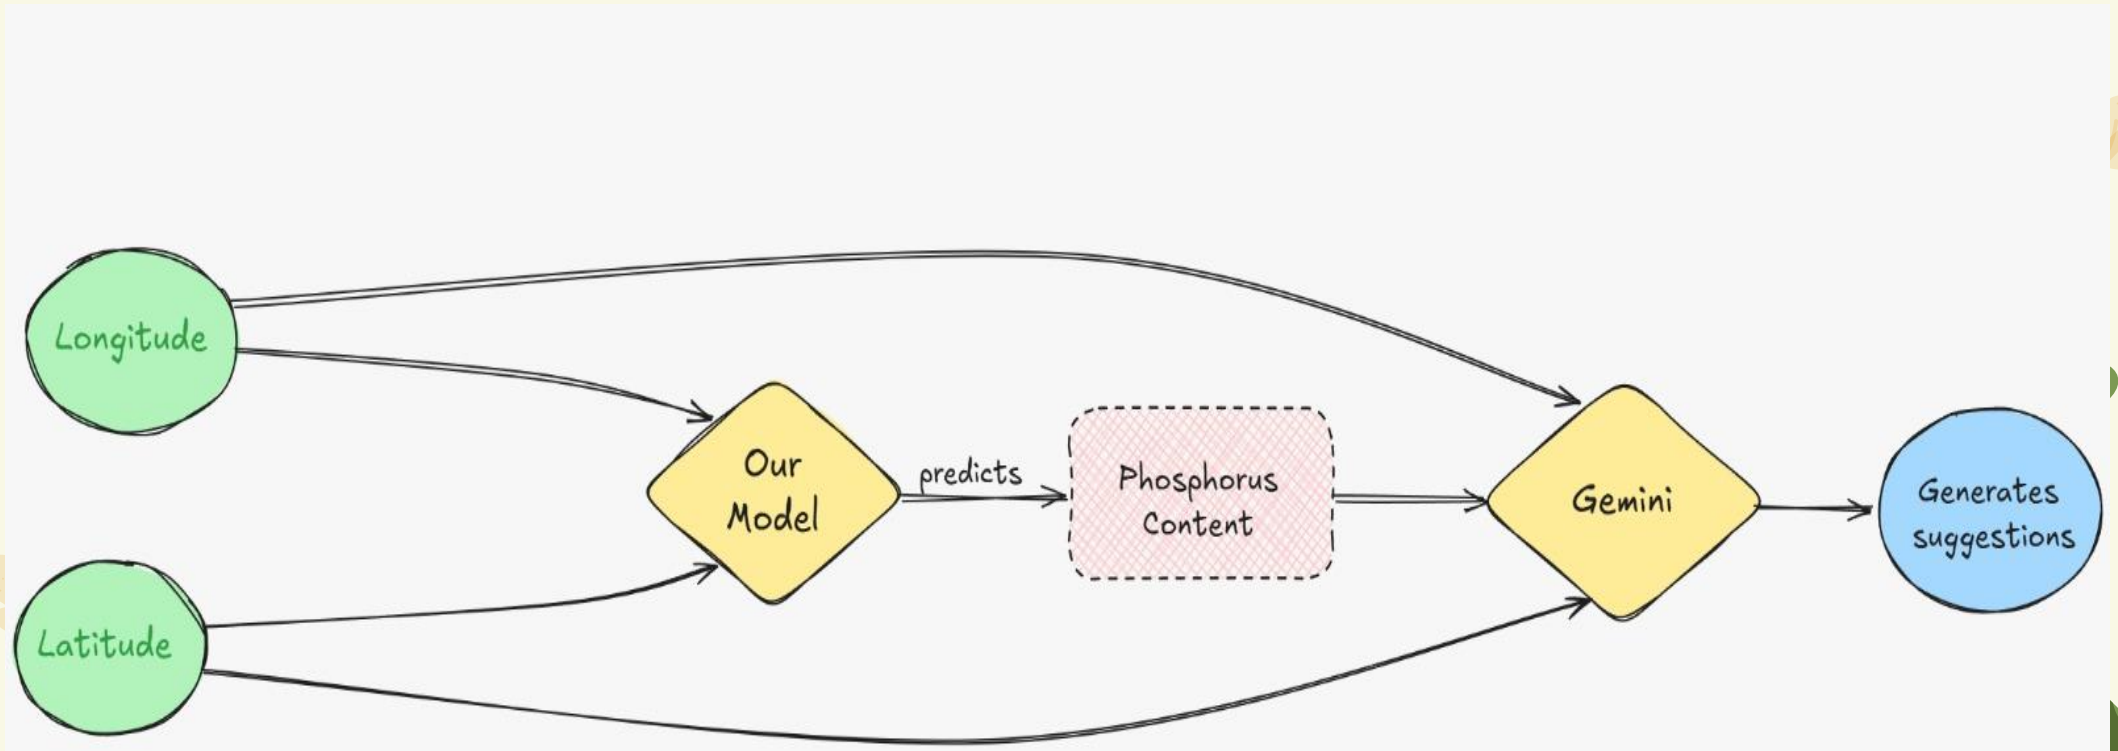 Longitude
Latitude
Our
Model
predicts
Phosphorus
Content
Gemini
Generates
suggestions